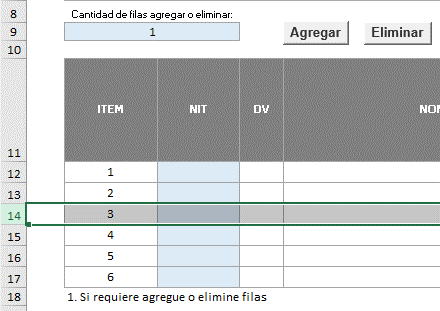 8
Cantidad de filas agregar o eliminar:
9 1 Agregar Eliminar
10
11 ITEM NIT DV NOM
12 1
13 2
14 3
15 4
16 5
17 6
18 1. Si requiere agregue o elimine filas